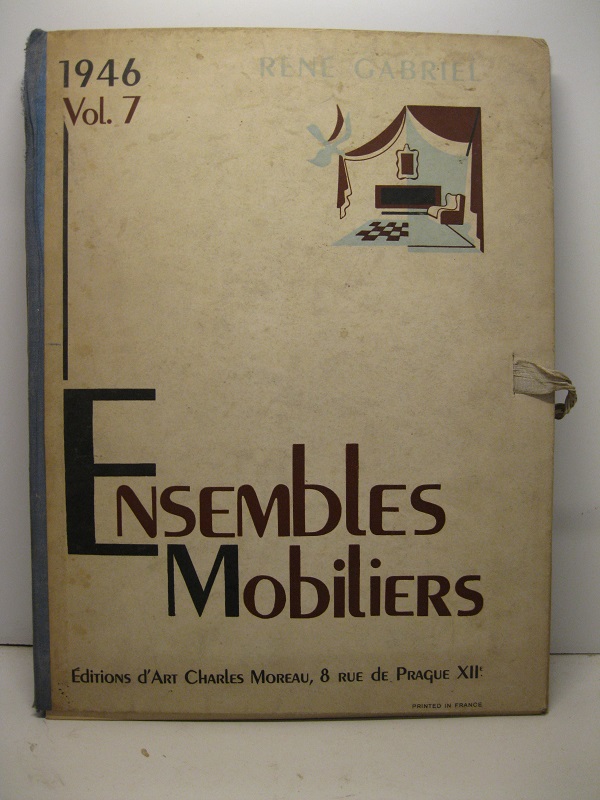 1946
RENÉ GABRIEL
Vol. 7
Ensembles
Mobiliers
Éditions d'Art Charles Moreau, 8 rue de Prague XIIe
PRINTED IN FRANCE